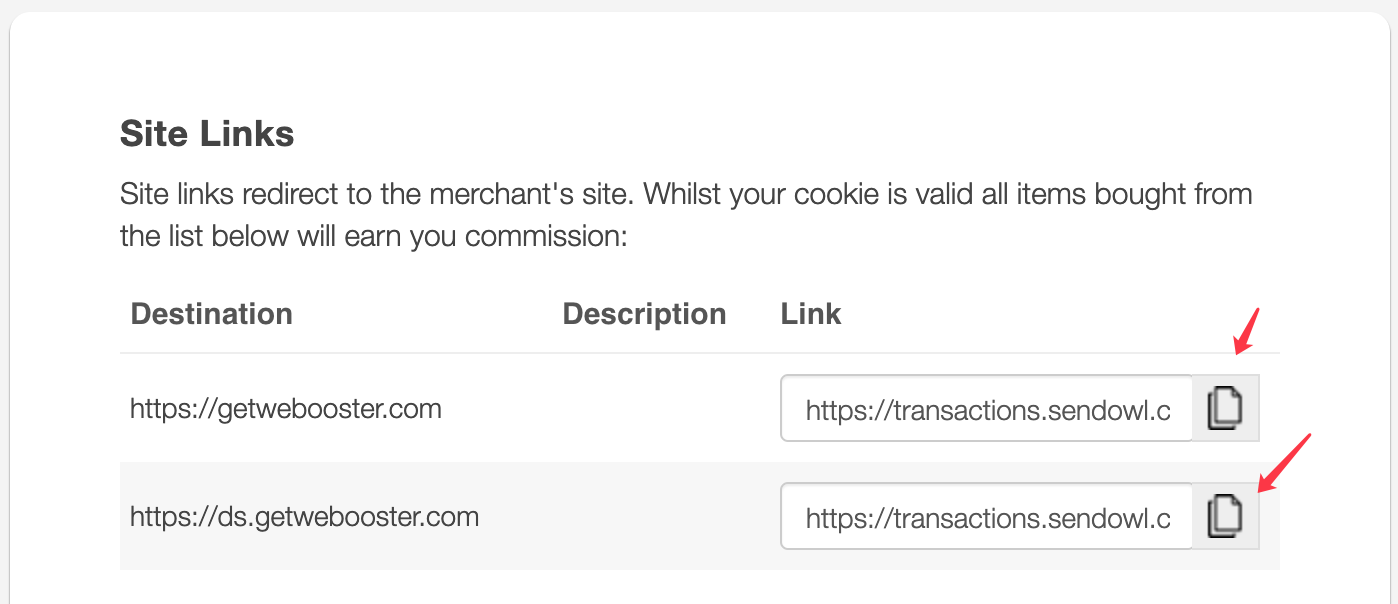 Site Links
Site links redirect to the merchant's site. Whilst your cookie is valid all items bought from
the list below will earn you commission:
Destination Description Link
https://getwebooster.com https://transactions.sendowl.c
https://ds.getwebooster.com https://transactions.sendowl.c